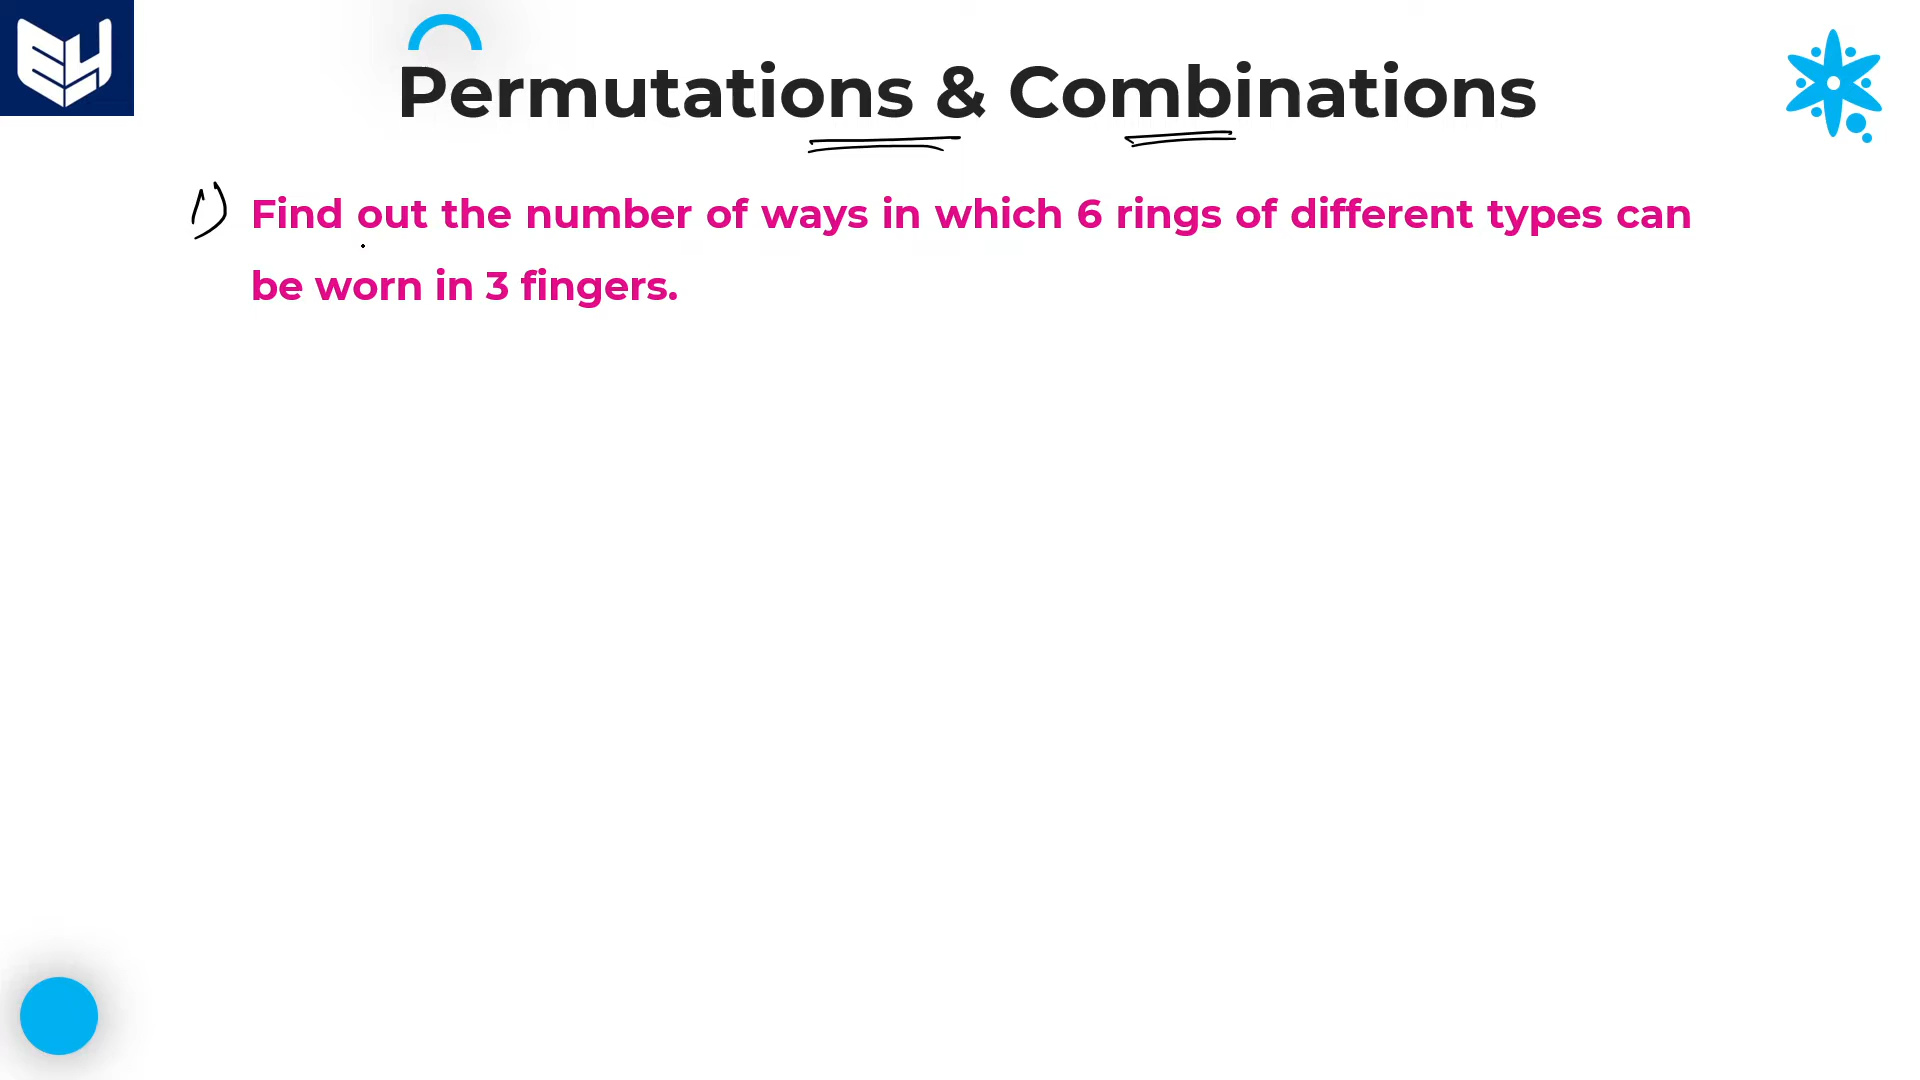 Permutations & Combinations
1) Find out the number of ways in which 6 rings of different types can
be worn in 3 fingers.